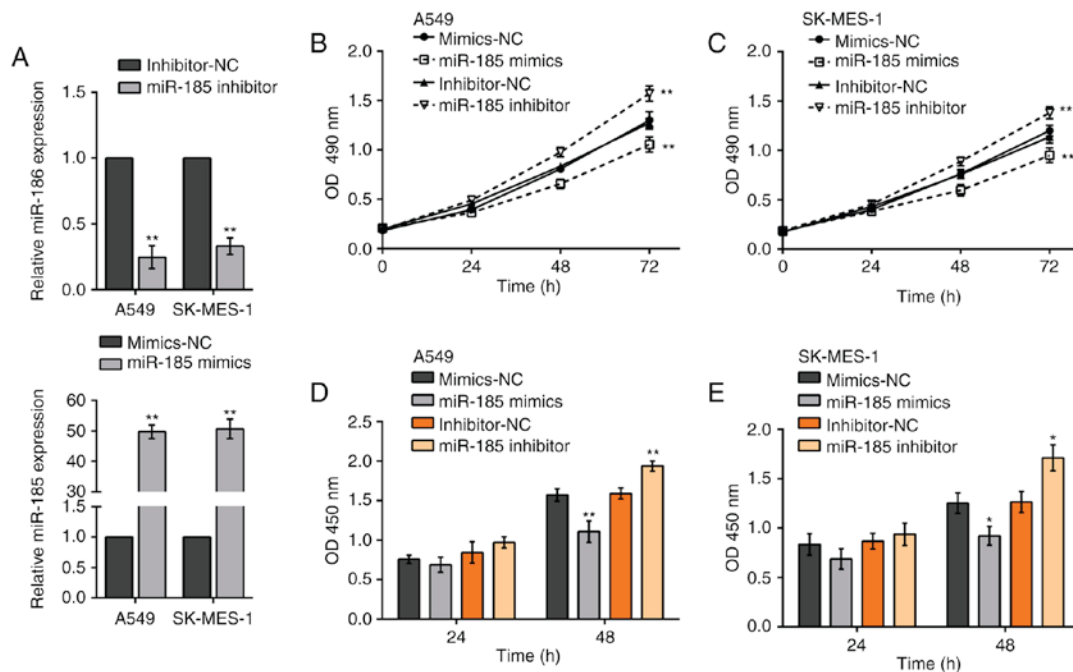 A
Inhibitor-NC
miR-185 inhibitor
Relative miR-186 expression
1.5
1.0
0.5
0.0
**
**
A549 SK-MES-1
Mimics-NC
miR-185 mimics
Relative miR-185 expression
60
50
40
30
1.5
1.0
0.5
0.0
**
**
A549 SK-MES-1
B
A549
Mimics-NC
miR-185 mimics
Inhibitor-NC
miR-185 inhibitor
OD 490 nm
2.0
1.5
1.0
0.5
0.0
**
**
0 24 48 72
Time (h)
C
SK-MES-1
Mimics-NC
miR-185 mimics
Inhibitor-NC
miR-185 inhibitor
OD 490 nm
2.0
1.5
1.0
0.5
0.0
**
**
0 24 48 72
Time (h)
D
A549
Mimics-NC
miR-185 mimics
Inhibitor-NC
miR-185 inhibitor
OD 450 nm
2.5
2.0
1.5
1.0
0.5
0.0
**
**
24 48
Time (h)
E
SK-MES-1
Mimics-NC
miR-185 mimics
Inhibitor-NC
miR-185 inhibitor
OD 450 nm
2.0
1.5
1.0
0.5
0.0
*
*
24 48
Time (h)